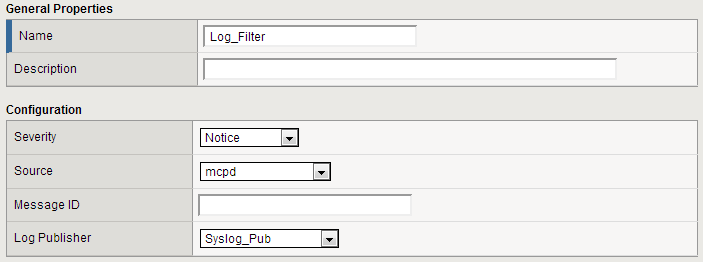 General Properties
Name Log_Filter
Description
Configuration
Severity Notice
Source mcpd
Message ID
Log Publisher Syslog_Pub